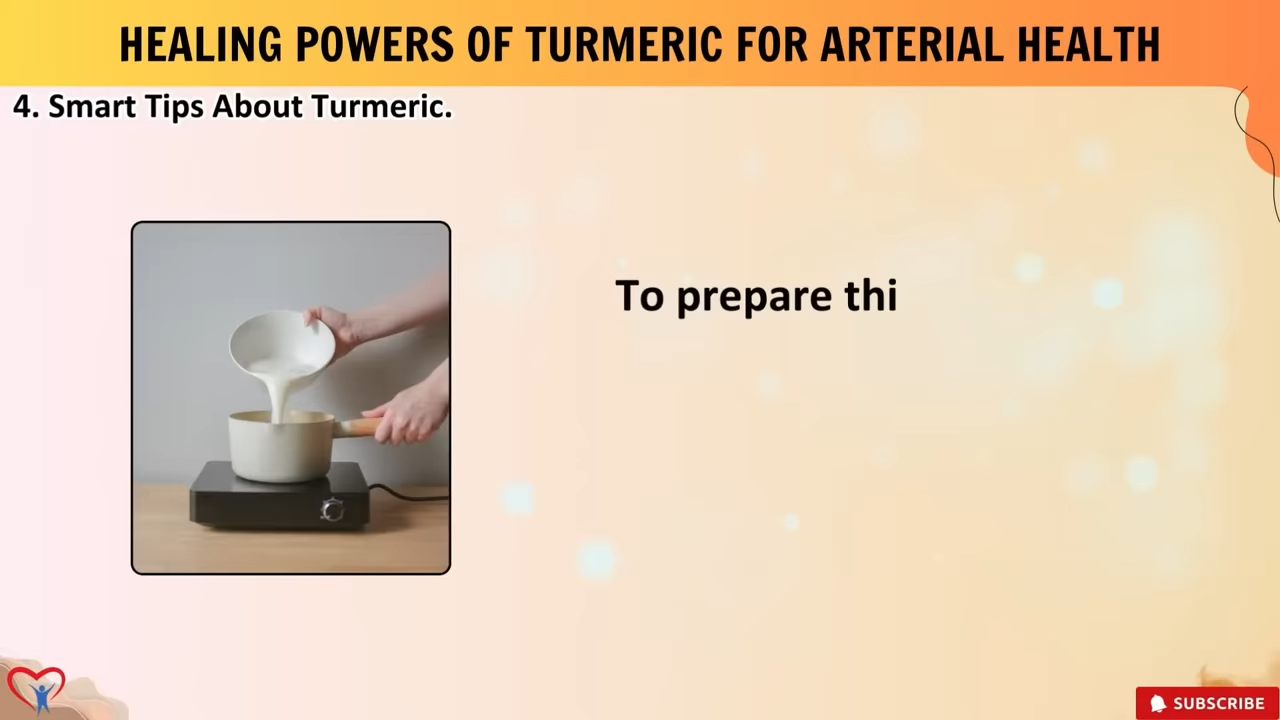 HEALING POWERS OF TURMERIC FOR ARTERIAL HEALTH
4. Smart Tips About Turmeric.
To prepare thi
SUBSCRIBE